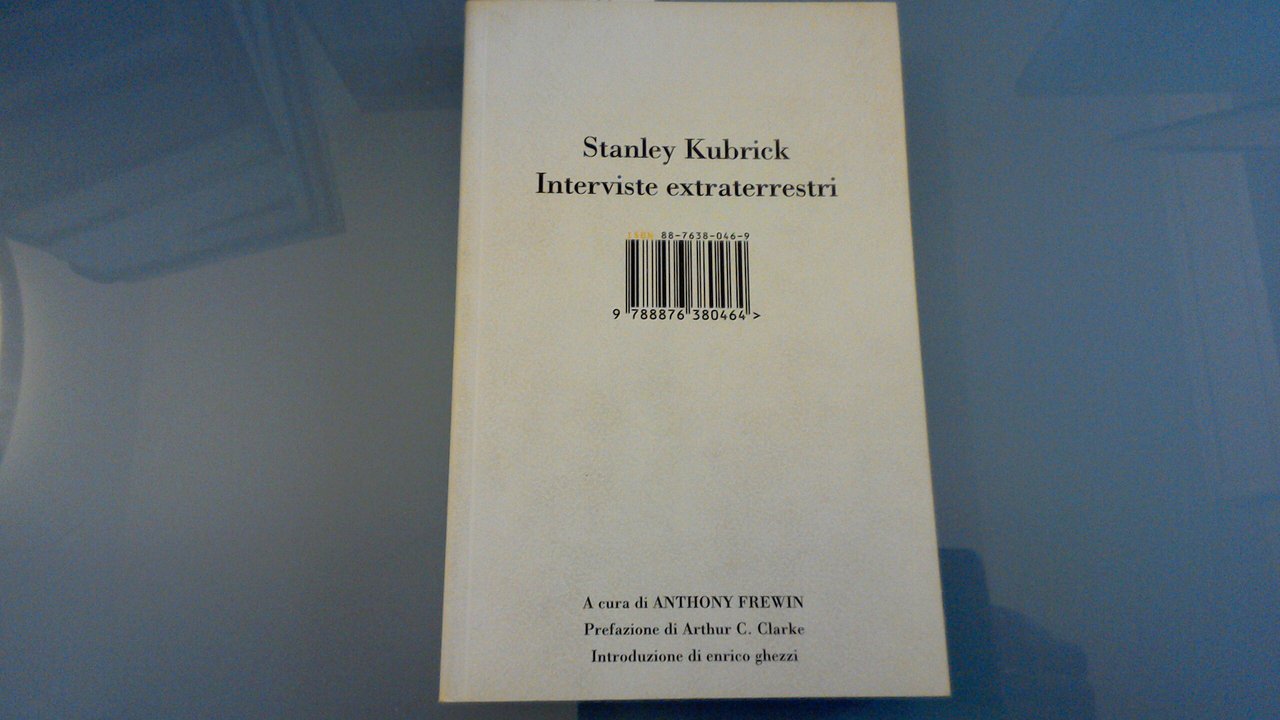 Stanley Kubrick
Interviste extraterrestri
ISBN 88-7638-046-9
9 788876 380464 >
A cura di ANTHONY FREWIN
Prefazione di Arthur C. Clarke
Introduzione di enrico ghezzi